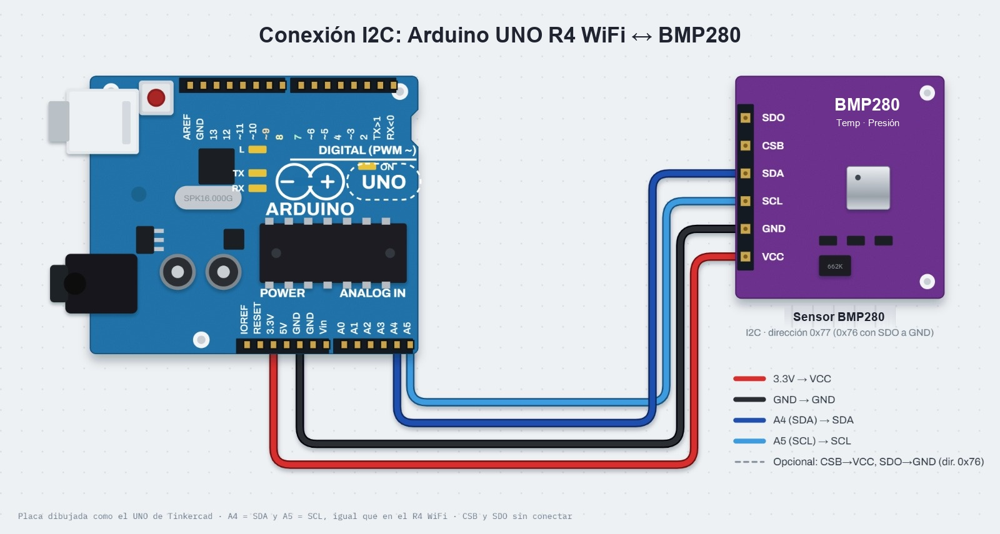 Conexión I2C: Arduino UNO R4 WiFi ↔ BMP280
AREF
GND
13
12
~11
~10
~9
8
7
~6
~5
4
~3
2
TX>1
RX<0
L
DIGITAL (PWM ~)
TX
ON
RX
UNO
SPK16.000G
ARDUINO
POWER
ANALOG IN
IOREF
RESET
3.3V
5V
GND
GND
Vin
A0
A1
A2
A3
A4
A5
BMP280
Temp · Presión
SDO
CSB
SDA
SCL
GND
VCC
662K
Sensor BMP280
I2C · dirección 0x77 (0x76 con SDO a GND)
3.3V → VCC
GND → GND
A4 (SDA) → SDA
A5 (SCL) → SCL
Opcional: CSB→VCC, SDO→GND (dir. 0x76)
Placa dibujada como el UNO de Tinkercad · A4 = SDA y A5 = SCL, igual que en el R4 WiFi · CSB y SDO sin conectar